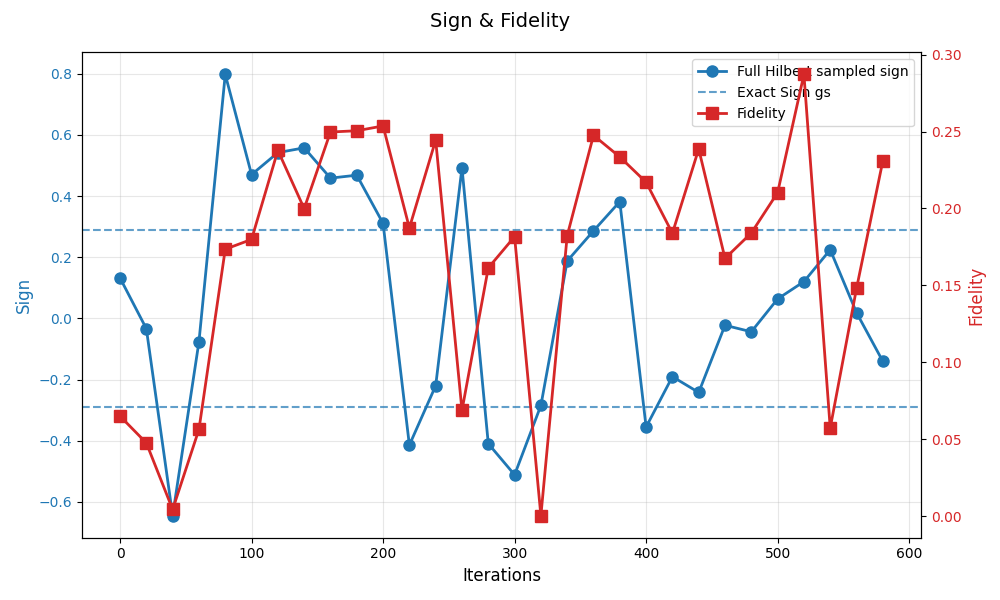 Sign & Fidelity
Full Hilbert sampled sign
Exact Sign gs
Fidelity
0.8
0.6
0.4
0.2
0.0
−0.2
−0.4
−0.6
Sign
0.30
0.25
0.20
0.15
0.10
0.05
0.00
Fidelity
0 100 200 300 400 500 600
Iterations